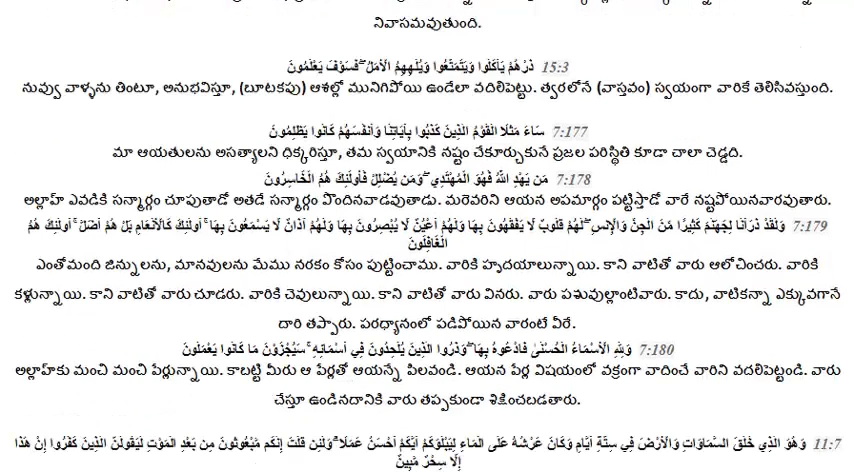 నివాసమవుతుంది.
ذَرْهُمْ يَأْكُلُوا وَيَتَمَتَّعُوا وَيُلْهِهِمُ الْأَمَلُ ۖ فَسَوْفَ يَعْلَمُونَ 15:3
నువ్వు వాళ్ళను తింటూ, అనుభవిస్తూ, (బూటకపు) ఆశల్లో మునిగిపోయి ఉండేలా వదిలిపెట్టు. త్వరలోనే (వాస్తవం) స్వయంగా వారికే తెలిసివస్తుంది.
سَاءَ مَثَلًا الْقَوْمُ الَّذِينَ كَذَّبُوا بِآيَاتِنَا وَأَنفُسَهُمْ كَانُوا يَظْلِمُونَ 7:177
మా ఆయతులను అసత్యాలని ధిక్కరిస్తూ, తమ స్వయానికి నష్టం చేకూర్చుకునే ప్రజల పరిస్థితి కూడా చాలా చెడ్డది.
مَن يَهْدِ اللَّهُ فَهُوَ الْمُهْتَدِي ۖ وَمَن يُضْلِلْ فَأُولَٰئِكَ هُمُ الْخَاسِرُونَ 7:178
అల్లాహ్ ఎవడికి సన్మార్గం చూపుతాడో అతడే సన్మార్గం పొందినవాడవుతాడు. మరెవరిని ఆయన అపమార్గం పట్టిస్తాడో వారే నష్టపోయినవారవుతారు.
وَلَقَدْ ذَرَأْنَا لِجَهَنَّمَ كَثِيرًا مِّنَ الْجِنِّ وَالْإِنسِ ۖ لَهُمْ قُلُوبٌ لَّا يَفْقَهُونَ بِهَا وَلَهُمْ أَعْيُنٌ لَّا يُبْصِرُونَ بِهَا وَلَهُمْ آذَانٌ لَّا يَسْمَعُونَ بِهَا ۚ أُولَٰئِكَ كَالْأَنْعَامِ بَلْ هُمْ أَضَلُّ ۚ أُولَٰئِكَ هُمُ 7:179
الْغَافِلُونَ
ఎంతోమంది జిన్నులను, మానవులను మేము నరకం కోసం పుట్టించాము. వారికి హృదయాలున్నాయి. కాని వాటితో వారు ఆలోచించరు. వారికి
కళ్లున్నాయి. కాని వాటితో వారు చూడరు. వారికి చెవులున్నాయి. కాని వాటితో వారు వినరు. వారు పశువుల్లాంటివారు. కాదు, వాటికన్నా ఎక్కువగానే
దారి తప్పారు. పరధ్యానంలో పడిపోయిన వారంటే వీరే.
وَلِلَّهِ الْأَسْمَاءُ الْحُسْنَىٰ فَادْعُوهُ بِهَا ۖ وَذَرُوا الَّذِينَ يُلْحِدُونَ فِي أَسْمَائِهِ ۚ سَيُجْزَوْنَ مَا كَانُوا يَعْمَلُونَ 7:180
అల్లాహ్‌కు మంచి మంచి పేర్లున్నాయి. కాబట్టి మీరు ఆ పేర్లతో ఆయన్నే పిలవండి. ఆయన పేర్ల విషయంలో వక్రంగా వాదించే వారిని వదలిపెట్టండి. వారు
చేస్తూ ఉండినదానికి వారు తప్పకుండా శిక్షించబడతారు.
وَهُوَ الَّذِي خَلَقَ السَّمَاوَاتِ وَالْأَرْضَ فِي سِتَّةِ أَيَّامٍ وَكَانَ عَرْشُهُ عَلَى الْمَاءِ لِيَبْلُوَكُمْ أَيُّكُمْ أَحْسَنُ عَمَلًا ۗ وَلَئِن قُلْتَ إِنَّكُم مَّبْعُوثُونَ مِن بَعْدِ الْمَوْتِ لَيَقُولَنَّ الَّذِينَ كَفَرُوا إِنْ هَٰذَا 11:7
إِلَّا سِحْرٌ مُّبِينٌ